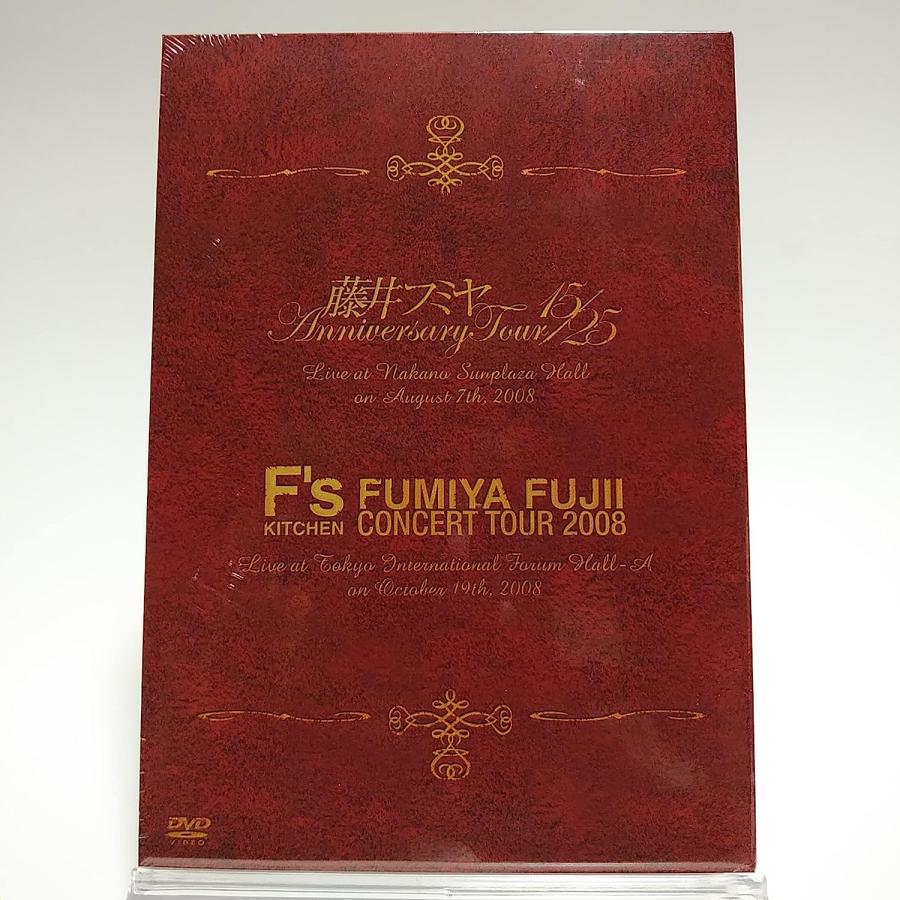 藤井フミヤ
Anniversary Tour 15/25
Live at Nakano Sunplaza Hall
on August 7th, 2008
F's KITCHEN
FUMIYA FUJII
CONCERT TOUR 2008
Live at Tokyo International Forum Hall-A
on October 19th, 2008
DVD
VIDEO